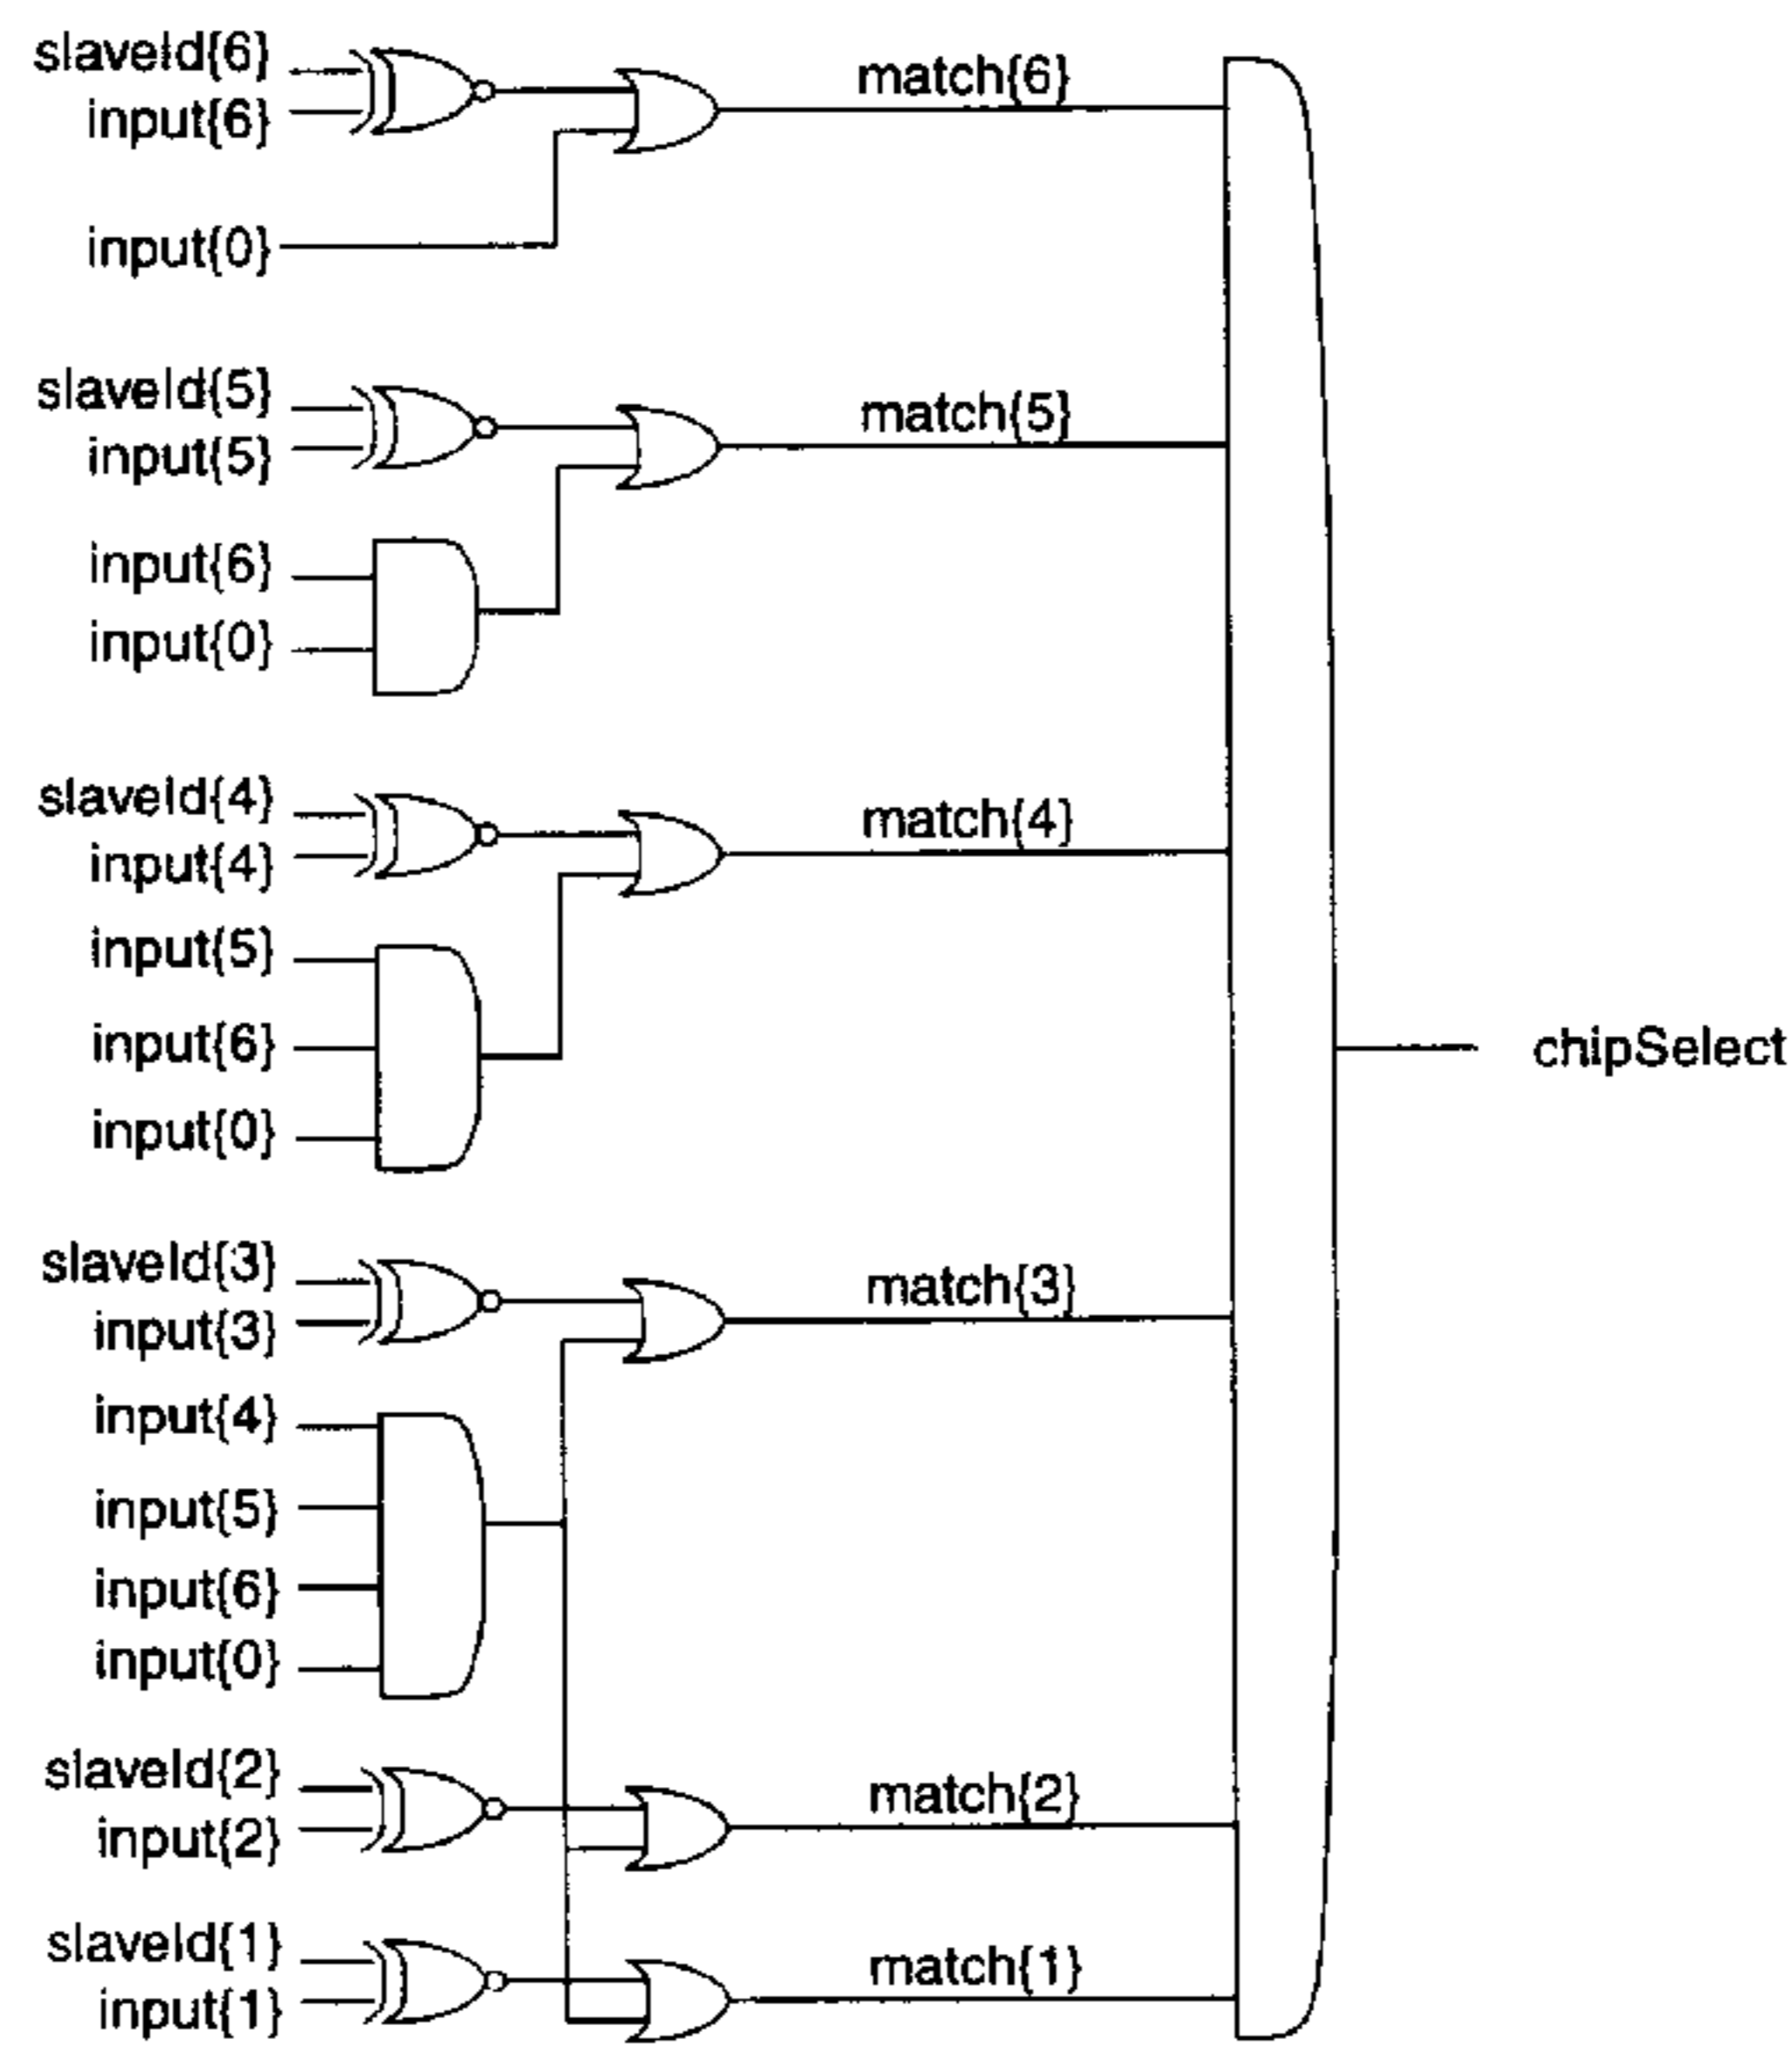 slaveId{6}
match{6}
input{6}
input{0}
slaveId{5}
match{5}
input{5}
input{6}
input{0}
slaveId{4}
match{4}
input{4}
input{5}
input{6}
chipSelect
input{0}
slaveId{3}
match{3}
input{3}
input{4}
input{5}
input{6}
input{0}
slaveId{2}
match{2}
input{2}
slaveId{1}
match{1}
input{1}